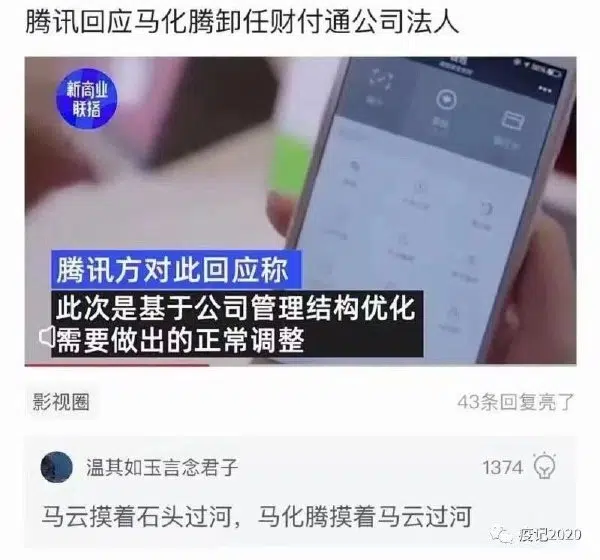 腾讯回应马化腾卸任财付通公司法人
新商业
联播
腾讯方对此回应称
此次是基于公司管理结构优化
需要做出的正常调整
影视圈
43条回复亮了
温其如玉言念君子
1374
马云摸着石头过河，马化腾摸着马云过河
疫记2020